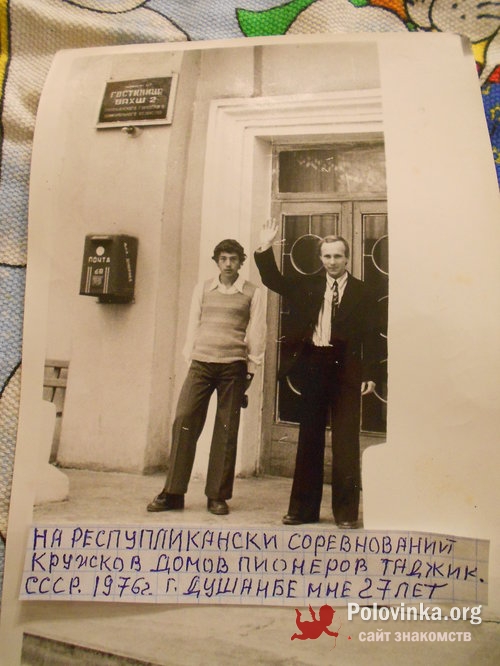 ГОСТИНИЦА
ВАХШ 2
ПОЧТА
НА РЕСПУПЛИКАНСКИ СОРЕВНОВАНИЙ
КРУЖСКОВ ДОМОВ ПИОНЕРОВ ТАДЖИК.
СССР. 1976г. Г. ДУШАНБЕ МНЕ 27 ЛЕТ
Polovinka.org
сайт знакомств